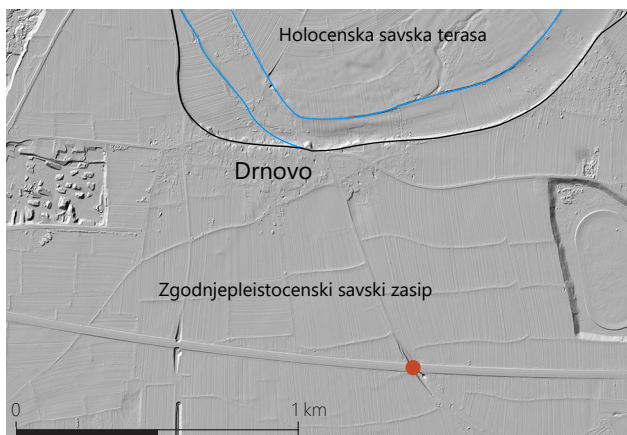 Holocenska savska terasa
Drnovo
Zgodnjepleistocenski savski zasip
0 1 km